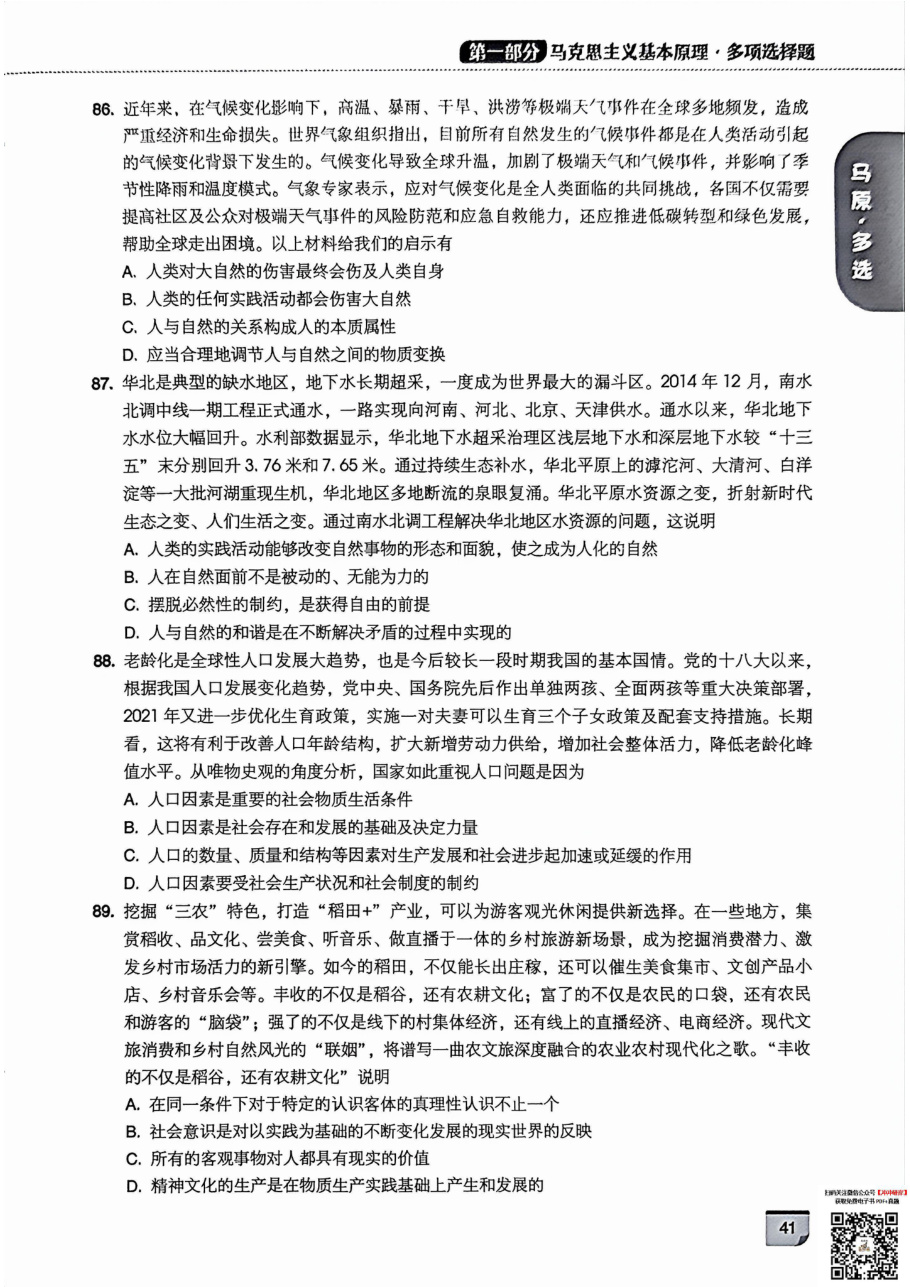 第一部分 马克思主义基本原理·多项选择题
86. 近年来，在气候变化影响下，高温、暴雨、干旱、洪涝等极端天气事件在全球多地频发，造成
严重经济和生命损失。世界气象组织指出，目前所有自然发生的气候事件都是在人类活动引起
的气候变化背景下发生的。气候变化导致全球升温，加剧了极端天气和气候事件，并影响了季
节性降雨和温度模式。气象专家表示，应对气候变化是全人类面临的共同挑战，各国不仅需要
提高社区及公众对极端天气事件的风险防范和应急自救能力，还应推进低碳转型和绿色发展，
帮助全球走出困境。以上材料给我们的启示有
A. 人类对大自然的伤害最终会伤及人类自身
B. 人类的任何实践活动都会伤害大自然
C. 人与自然的关系构成人的本质属性
D. 应当合理地调节人与自然之间的物质变换
87. 华北是典型的缺水地区，地下水长期超采，一度成为世界最大的漏斗区。2014 年 12 月，南水
北调中线一期工程正式通水，一路实现向河南、河北、北京、天津供水。通水以来，华北地下
水水位大幅回升。水利部数据显示，华北地下水超采治理区浅层地下水和深层地下水较“十三
五”末分别回升 3.76 米和 7.65 米。通过持续生态补水，华北平原上的滹沱河、大清河、白洋
淀等一大批河湖重现生机，华北地区多地断流的泉眼复涌。华北平原水资源之变，折射新时代
生态之变、人们生活之变。通过南水北调工程解决华北地区水资源的问题，这说明
A. 人类的实践活动能够改变自然事物的形态和面貌，使之成为人化的自然
B. 人在自然面前不是被动的、无能为力的
C. 摆脱必然性的制约，是获得自由的前提
D. 人与自然的和谐是在不断解决矛盾的过程中实现的
88. 老龄化是全球性人口发展大趋势，也是今后较长一段时期我国的基本国情。党的十八大以来，
根据我国人口发展变化趋势，党中央、国务院先后作出单独两孩、全面两孩等重大决策部署，
2021 年又进一步优化生育政策，实施一对夫妻可以生育三个子女政策及配套支持措施。长期
看，这将有利于改善人口年龄结构，扩大新增劳动力供给，增加社会整体活力，降低老龄化峰
值水平。从唯物史观的角度分析，国家如此重视人口问题是因为
A. 人口因素是重要的社会物质生活条件
B. 人口因素是社会存在和发展的基础及决定力量
C. 人口的数量、质量和结构等因素对生产发展和社会进步起加速或延缓的作用
D. 人口因素要受社会生产状况和社会制度的制约
89. 挖掘“三农”特色，打造“稻田+”产业，可以为游客观光休闲提供新选择。在一些地方，集
赏稻收、品文化、尝美食、听音乐、做直播于一体的乡村旅游新场景，成为挖掘消费潜力、激
发乡村市场活力的新引擎。如今的稻田，不仅能长出庄稼，还可以催生美食集市、文创产品小
店、乡村音乐会等。丰收的不仅是稻谷，还有农耕文化；富了的不仅是农民的口袋，还有农民
和游客的“脑袋”；强了的不仅是线下的村集体经济，还有线上的直播经济、电商经济。现代文
旅消费和乡村自然风光的“联姻”，将谱写一曲农文旅深度融合的农业农村现代化之歌。“丰收
的不仅是稻谷，还有农耕文化”说明
A. 在同一条件下对于特定的认识客体的真理性认识不止一个
B. 社会意识是对以实践为基础的不断变化发展的现实世界的反映
C. 所有的客观事物对人都具有现实的价值
D. 精神文化的生产是在物质生产实践基础上产生和发展的
马原·多选
41
扫码关注微信公众号【冲冲研资】
获取免费电子书PDF+真题